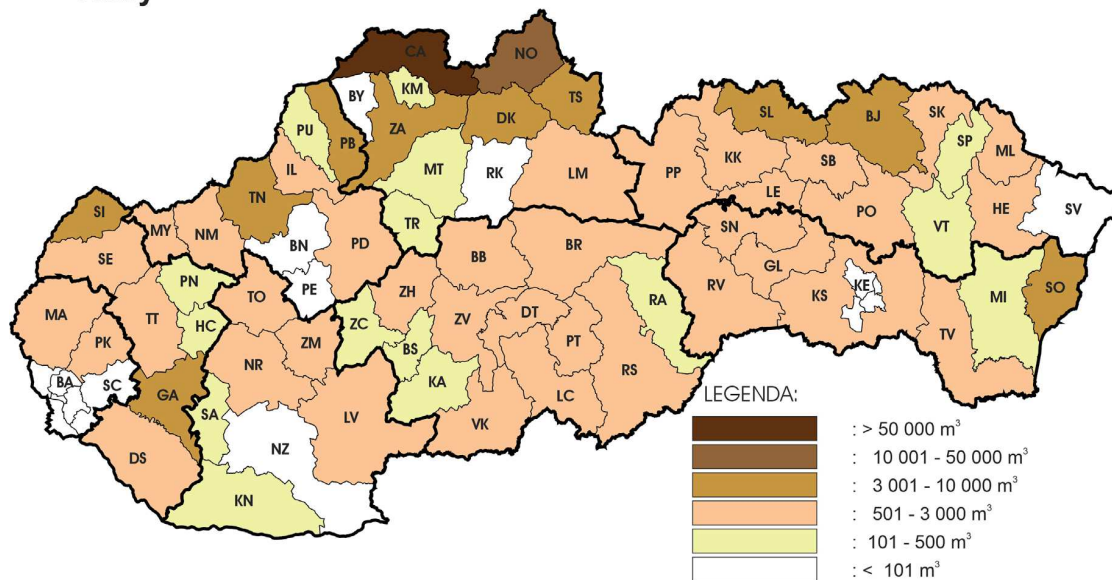 CA
NO
BY
KM
TS
ZA
DK
PU
PB
SL
BJ
SK
SP
IL
MT
RK
LM
PP
KK
SB
ML
LE
SV
TN
TR
PO
HE
SI
MY
NM
BN
PD
VT
SE
PN
PE
BB
BR
SN
GL
RV
KS
KE
MI
SO
TO
ZH
RA
MA
TT
HC
ZC
ZV
DT
TV
PK
NR
ZM
BS
PT
BA
SC
GA
SA
KA
RS
LV
LC
VK
DS
NZ
KN
LEGENDA:
: > 50 000 m³
: 10 001 - 50 000 m³
: 3 001 - 10 000 m³
: 501 - 3 000 m³
: 101 - 500 m³
: < 101 m³